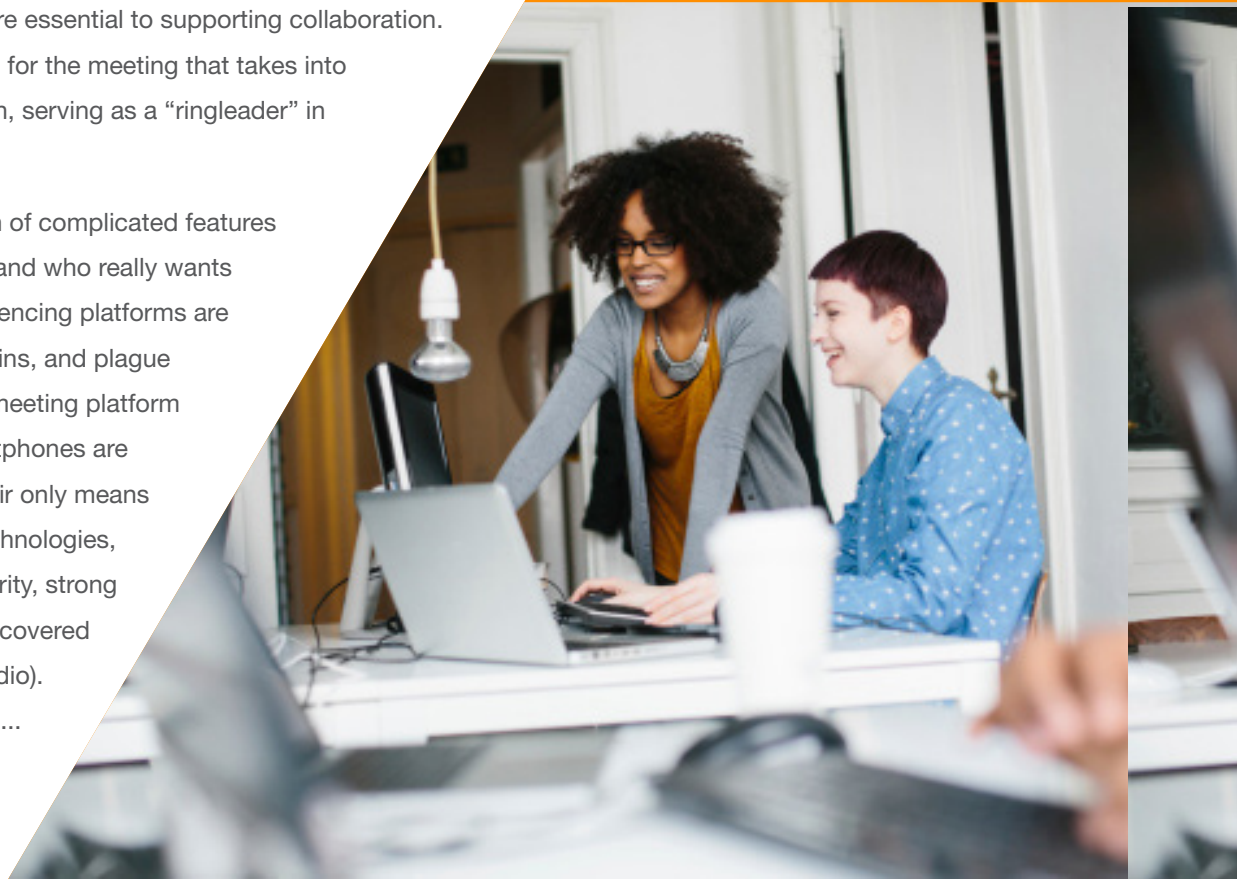 re essential to supporting collaboration.
for the meeting that takes into
n, serving as a “ringleader” in
n of complicated features
and who really wants
encing platforms are
ins, and plague
meeting platform
tphones are
ir only means
chnologies,
rity, strong
covered
dio).
...